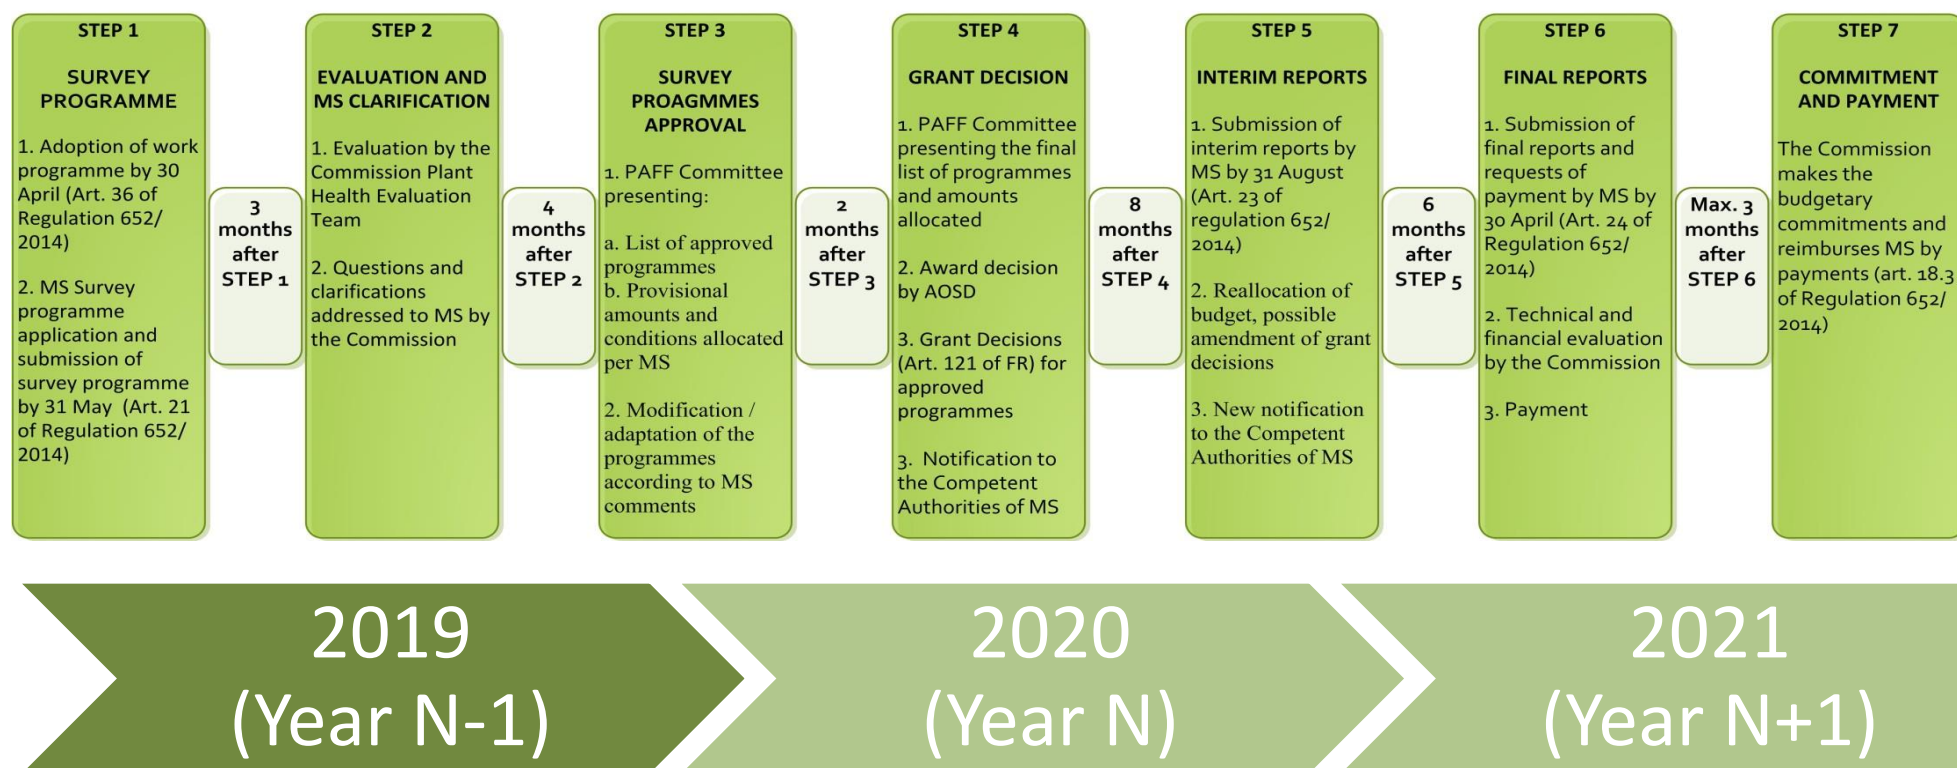 STEP 1
SURVEY
PROGRAMME
1. Adoption of work
programme by 30
April (Art. 36 of
Regulation 652/
2014)
2. MS Survey
programme
application and
submission of
survey programme
by 31 May (Art. 21
of Regulation 652/
2014)
3
months
after
STEP 1
STEP 2
EVALUATION AND
MS CLARIFICATION
1. Evaluation by the
Commission Plant
Health Evaluation
Team
2. Questions and
clarifications
addressed to MS by
the Commission
4
months
after
STEP 2
STEP 3
SURVEY
PROAGMMES
APPROVAL
1. PAFF Committee
presenting:
a. List of approved
programmes
b. Provisional
amounts and
conditions allocated
per MS
2. Modification /
adaptation of the
programmes
according to MS
comments
2
months
after
STEP 3
STEP 4
GRANT DECISION
1. PAFF Committee
presenting the final
list of programmes
and amounts
allocated
2. Award decision
by AOSD
3. Grant Decisions
(Art. 121 of FR) for
approved
programmes
3. Notification to
the Competent
Authorities of MS
8
months
after
STEP 4
STEP 5
INTERIM REPORTS
1. Submission of
interim reports by
MS by 31 August
(Art. 23 of
regulation 652/
2014)
2. Reallocation of
budget, possible
amendment of grant
decisions
3. New notification
to the Competent
Authorities of MS
6
months
after
STEP 5
STEP 6
FINAL REPORTS
1. Submission of
final reports and
requests of
payment by MS by
30 April (Art. 24 of
Regulation 652/
2014)
2. Technical and
financial evaluation
by the Commission
3. Payment
Max. 3
months
after
STEP 6
STEP 7
COMMITMENT
AND PAYMENT
The Commission
makes the
budgetary
commitments and
reimburses MS by
payments (art. 18.3
of Regulation 652/
2014)
2019
(Year N-1)
2020
(Year N)
2021
(Year N+1)